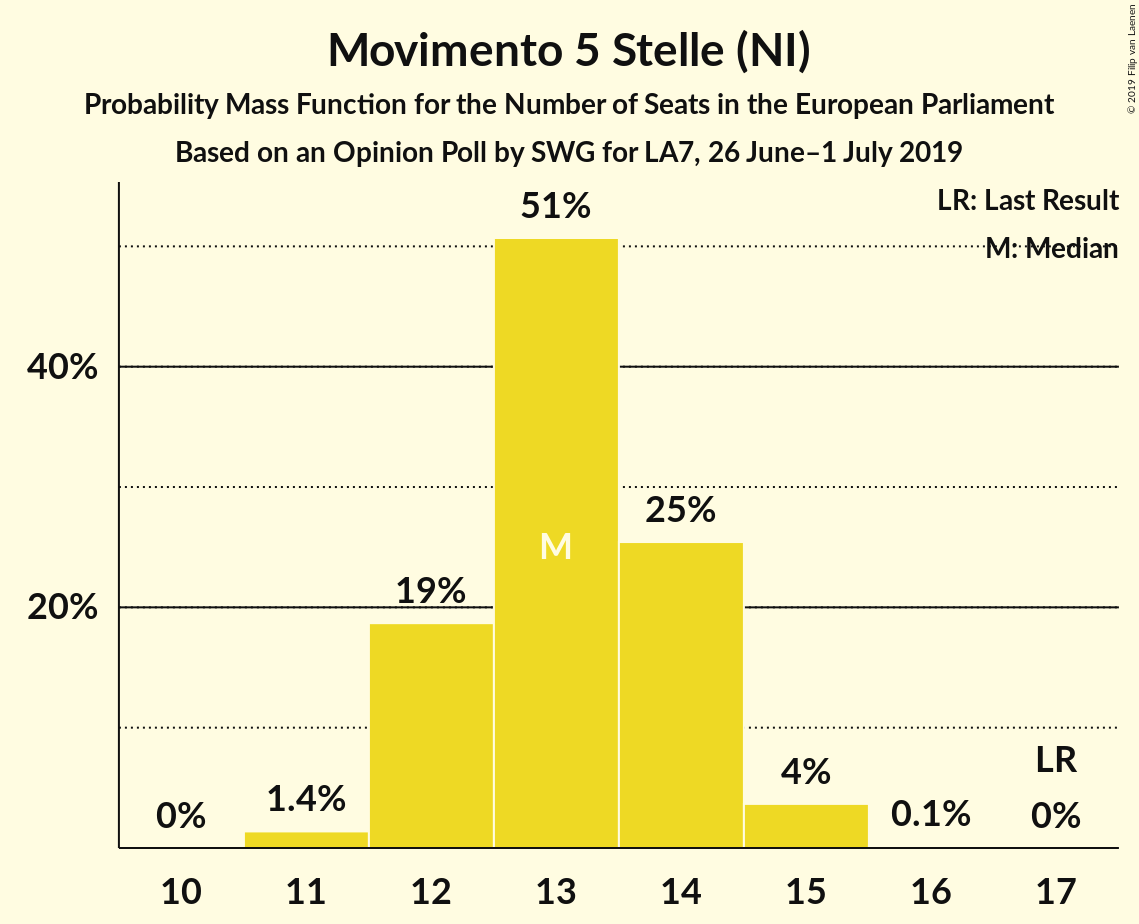 Movimento 5 Stelle (NI)
Probability Mass Function for the Number of Seats in the European Parliament
Based on an Opinion Poll by SWG for LA7, 26 June–1 July 2019
© 2019 Filip van Laenen
LR: Last Result
M: Median
51%
40%
25%
M
19%
20%
LR
4%
1.4%
0%
0.1%
0%
10 11 12 13 14 15 16 17